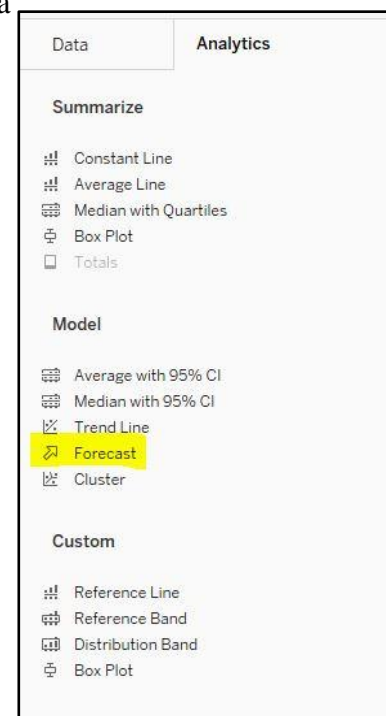 a
Data Analytics
Summarize
Constant Line
Average Line
Median with Quartiles
Box Plot
Totals
Model
Average with 95% CI
Median with 95% CI
Trend Line
Forecast
Cluster
Custom
Reference Line
Reference Band
Distribution Band
Box Plot